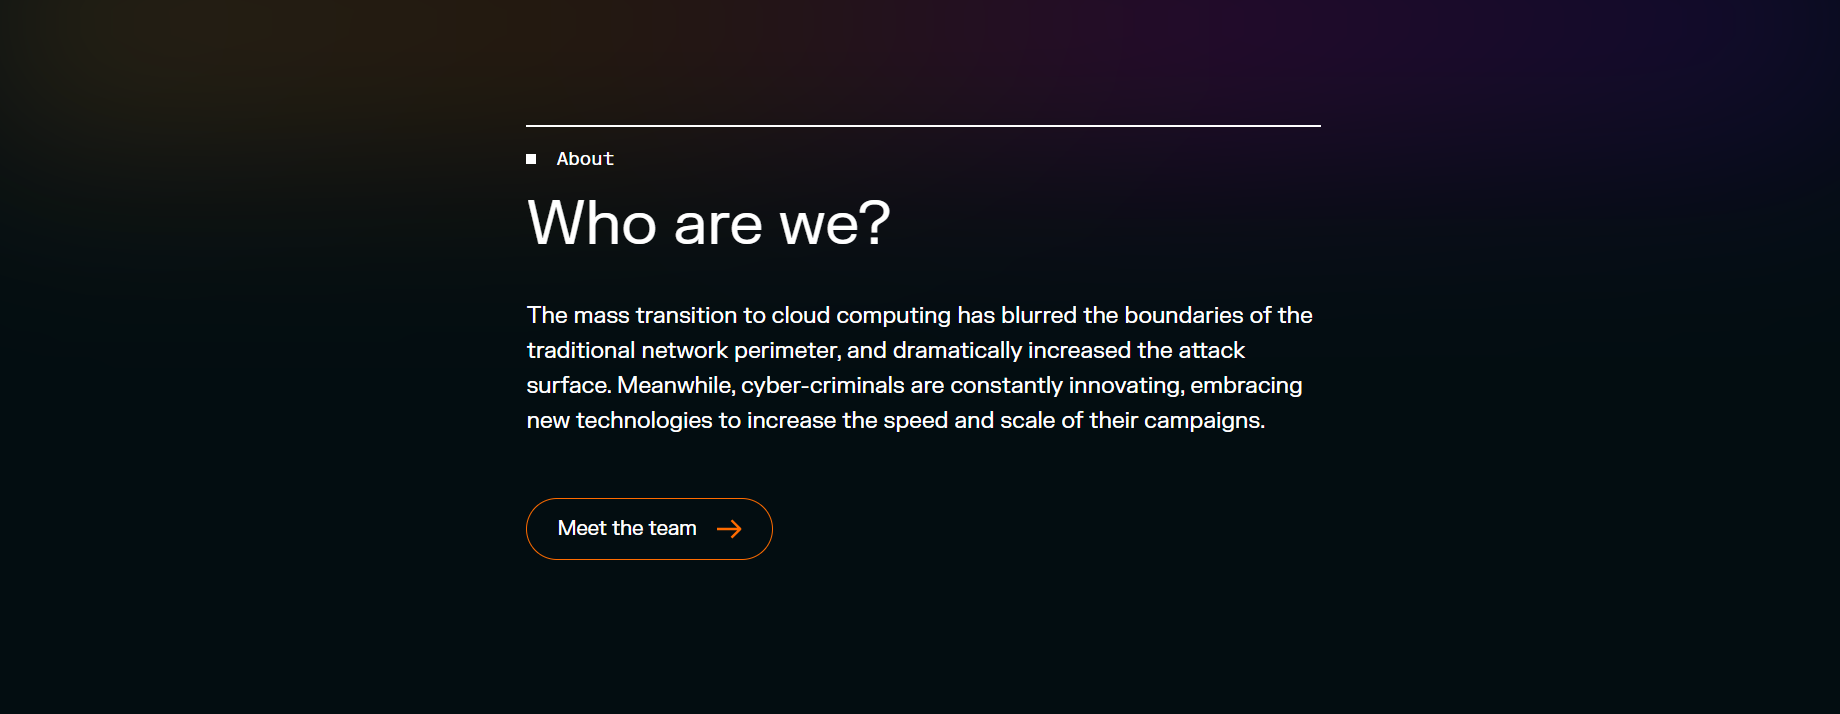 About
Who are we?
The mass transition to cloud computing has blurred the boundaries of the
traditional network perimeter, and dramatically increased the attack
surface. Meanwhile, cyber-criminals are constantly innovating, embracing
new technologies to increase the speed and scale of their campaigns.
Meet the team